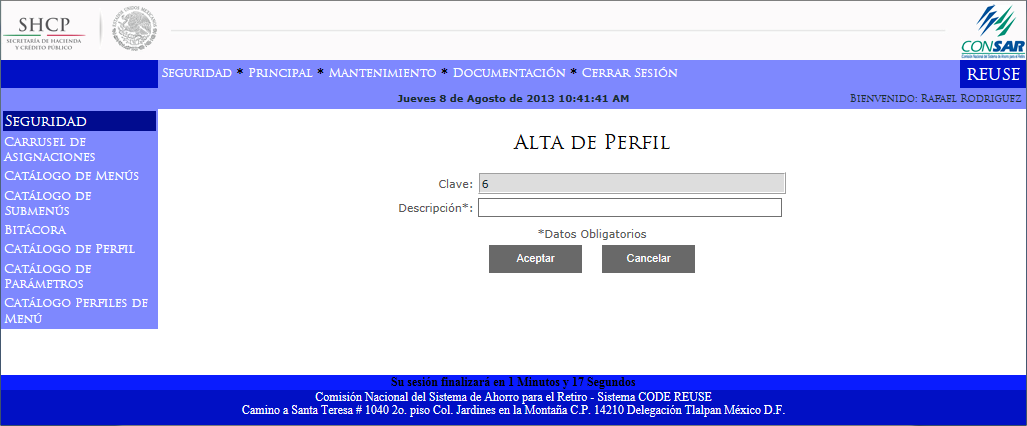 SHCP
SECRETARÍA DE HACIENDA
Y CRÉDITO PÚBLICO
ESTADOS UNIDOS MEXICANOS
CONSAR
Comisión Nacional del Sistema de Ahorro para el Retiro
SEGURIDAD * PRINCIPAL * MANTENIMIENTO * DOCUMENTACIÓN * CERRAR SESIÓN
REUSE
Jueves 8 de Agosto de 2013 10:41:41 AM
BIENVENIDO: RAFAEL RODRIGUEZ
SEGURIDAD
CARRUSEL DE
ASIGNACIONES
CATÁLOGO DE MENÚS
CATÁLOGO DE
SUBMENÚS
BITÁCORA
CATÁLOGO DE PERFIL
CATÁLOGO DE
PARÁMETROS
CATÁLOGO PERFILES DE
MENÚ
ALTA DE PERFIL
Clave: 6
Descripción*:
*Datos Obligatorios
Aceptar Cancelar
Su sesión finalizará en 1 Minutos y 17 Segundos
Comisión Nacional del Sistema de Ahorro para el Retiro - Sistema CODE REUSE
Camino a Santa Teresa # 1040 2o. piso Col. Jardines en la Montaña C.P. 14210 Delegación Tlalpan México D.F.